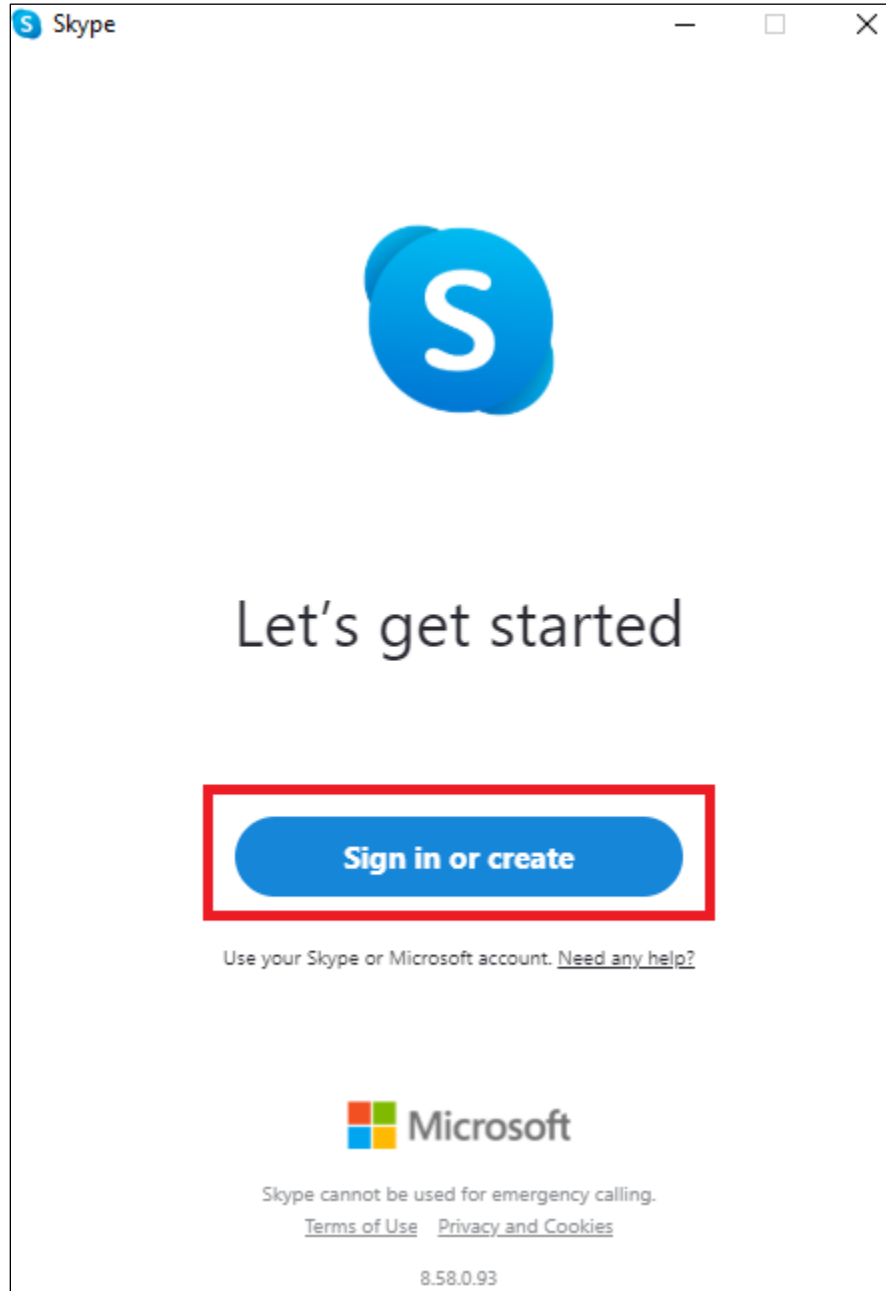 Skype
S
Let's get started
Sign in or create
Use your Skype or Microsoft account. Need any help?
Microsoft
Skype cannot be used for emergency calling.
Terms of Use Privacy and Cookies
8.58.0.93